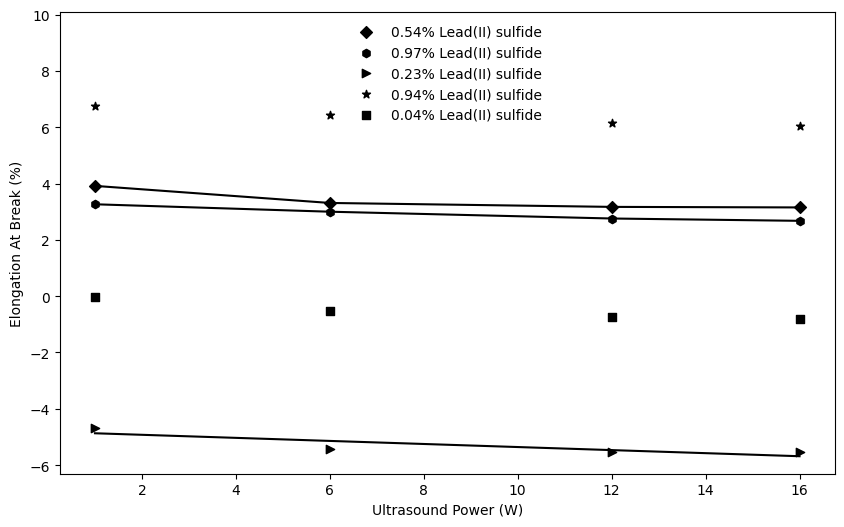 0.54% Lead(II) sulfide
0.97% Lead(II) sulfide
0.23% Lead(II) sulfide
0.94% Lead(II) sulfide
0.04% Lead(II) sulfide
Elongation At Break (%)
10
8
6
4
2
0
−2
−4
−6
2 4 6 8 10 12 14 16
Ultrasound Power (W)